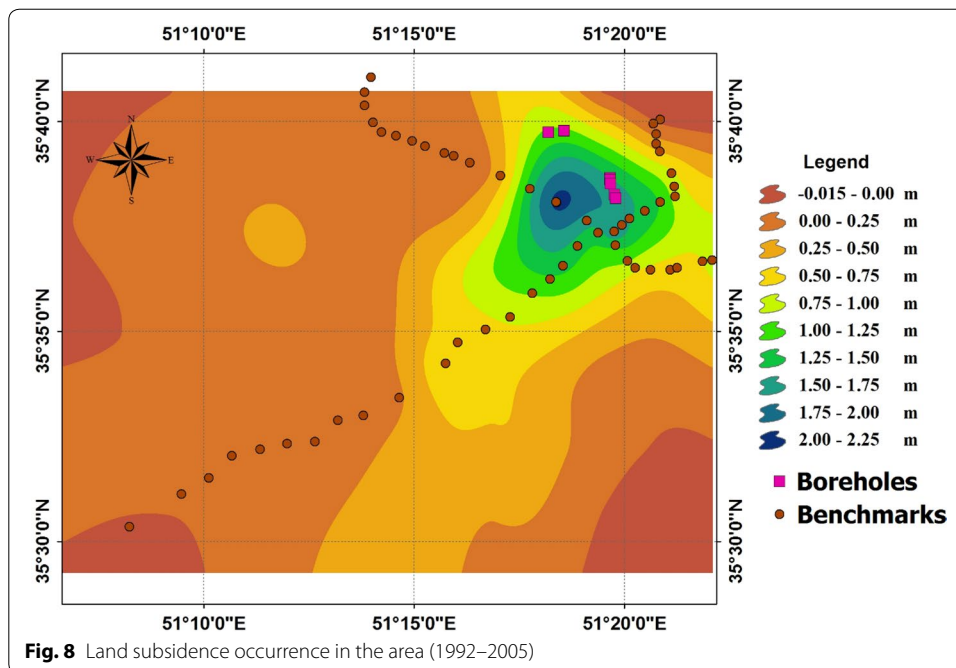 51°10'0"E 51°15'0"E 51°20'0"E
35°40'0"N 35°40'0"N
N
W E
S
35°35'0"N 35°35'0"N
35°30'0"N 35°30'0"N
51°10'0"E 51°15'0"E 51°20'0"E
Legend
-0.015 - 0.00 m
0.00 - 0.25 m
0.25 - 0.50 m
0.50 - 0.75 m
0.75 - 1.00 m
1.00 - 1.25 m
1.25 - 1.50 m
1.50 - 1.75 m
1.75 - 2.00 m
2.00 - 2.25 m
Boreholes
Benchmarks
Fig. 8 Land subsidence occurrence in the area (1992–2005)